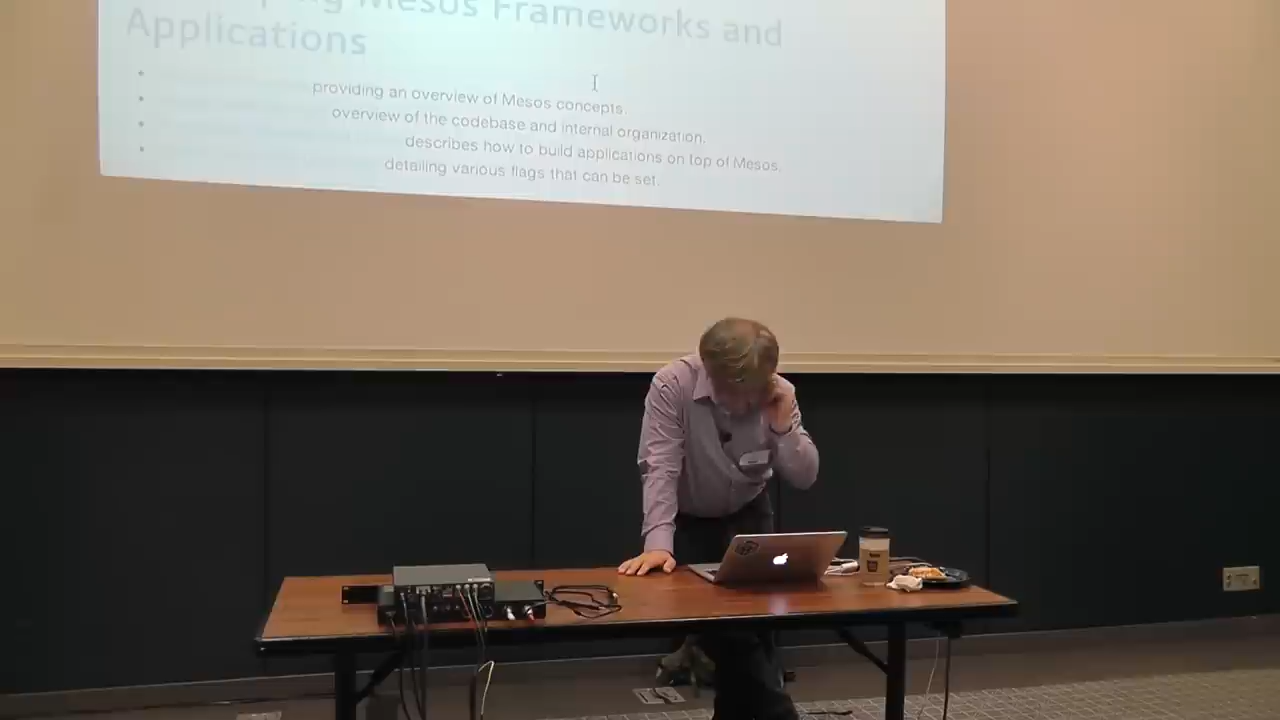 Mesos Frameworks and
Applications
providing an overview of Mesos concepts.
overview of the codebase and internal organization.
describes how to build applications on top of Mesos.
detailing various flags that can be set.